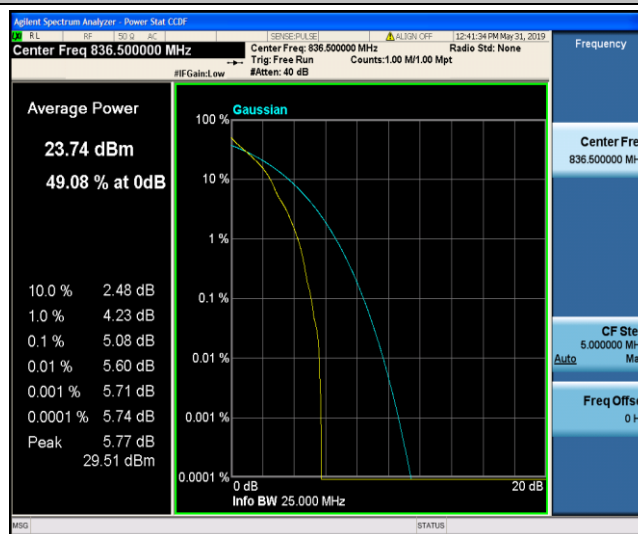 Agilent Spectrum Analyzer - Power Stat CCDF
RL RF 50 Ω AC SENSE:PULSE ALIGN OFF 12:41:34 PM May 31, 2019
Center Freq 836.500000 MHz
Center Freq: 836.500000 MHz Radio Std: None
Trig: Free Run Counts:1.00 M/1.00 Mpt
#IFGain:Low #Atten: 40 dB
Frequency
Average Power
23.74 dBm
49.08 % at 0dB
10.0 % 2.48 dB
1.0 % 4.23 dB
0.1 % 5.08 dB
0.01 % 5.60 dB
0.001 % 5.71 dB
0.0001 % 5.74 dB
Peak 5.77 dB
29.51 dBm
Gaussian
100 %
10 %
1 %
0.1 %
0.01 %
0.001 %
0.0001 %
0 dB 20 dB
Info BW 25.000 MHz
Center Fre
836.500000 MH
CF Ste
5.000000 MH
Auto Ma
Freq Offse
0 H
MSG STATUS